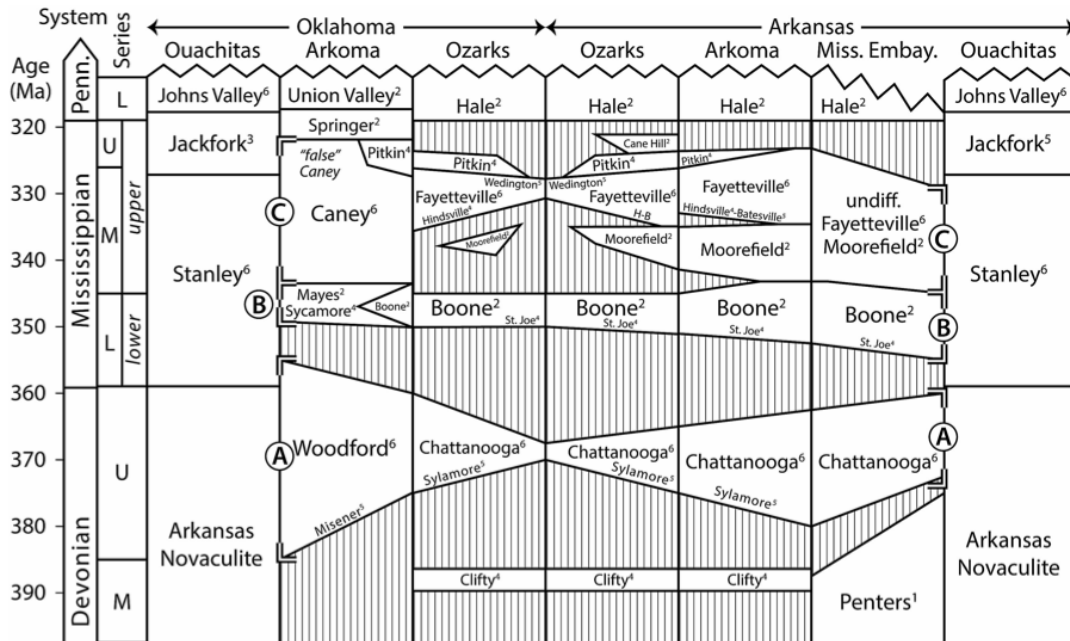 System
Series
Oklahoma
Arkansas
Ouachitas
Arkoma
Ozarks
Ozarks
Arkoma
Miss. Embay.
Ouachitas
Age
(Ma)
Penn.
L
Johns Valley⁶
Union Valley²
Hale²
Hale²
Hale²
Hale²
Johns Valley⁶
320
Springer²
U
Jackfork³
"false"
Caney
Pitkin⁴
Pitkin⁴
Cane Hill²
Pitkin⁴
Pitkin⁴
Jackfork⁵
Wedington⁵
Wedington⁵
330
Mississippian
upper
C
Caney⁶
Fayetteville⁶
Hindsville⁴
Fayetteville⁶
H-B
Fayetteville⁶
Hindsville⁴-Batesville⁵
undiff.
Fayetteville⁶
Moorefield²
C
M
Moorefield²
Moorefield²
Moorefield²
340
Stanley⁶
Stanley⁶
B
Mayes²
Sycamore⁴
Boone²
Boone²
St. Joe⁴
Boone²
St. Joe⁴
Boone²
St. Joe⁴
Boone²
St. Joe⁴
B
350
L
lower
360
Devonian
A
Woodford⁶
Misener⁵
Chattanooga⁶
Sylamore⁵
Chattanooga⁶
Sylamore⁵
Chattanooga⁶
Sylamore⁵
Chattanooga⁶
A
370
U
380
Arkansas
Novaculite
Arkansas
Novaculite
390
M
Clifty⁴
Clifty⁴
Clifty⁴
Penters¹